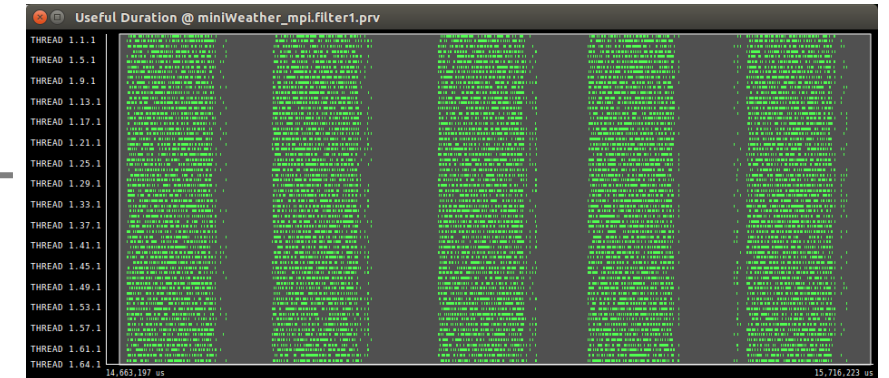 Useful Duration @ miniWeather_mpi.filter1.prv
THREAD 1.1.1
THREAD 1.5.1
THREAD 1.9.1
THREAD 1.13.1
THREAD 1.17.1
THREAD 1.21.1
THREAD 1.25.1
THREAD 1.29.1
THREAD 1.33.1
THREAD 1.37.1
THREAD 1.41.1
THREAD 1.45.1
THREAD 1.49.1
THREAD 1.53.1
THREAD 1.57.1
THREAD 1.61.1
THREAD 1.64.1
14,663,197 us 15,716,223 us